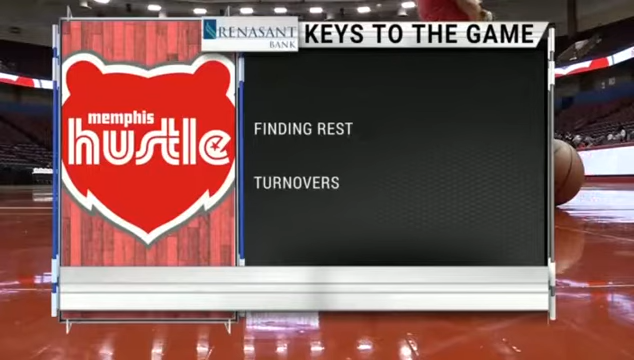 RENASANT
BANK
KEYS TO THE GAME
memphis
hustle
FINDING REST
TURNOVERS